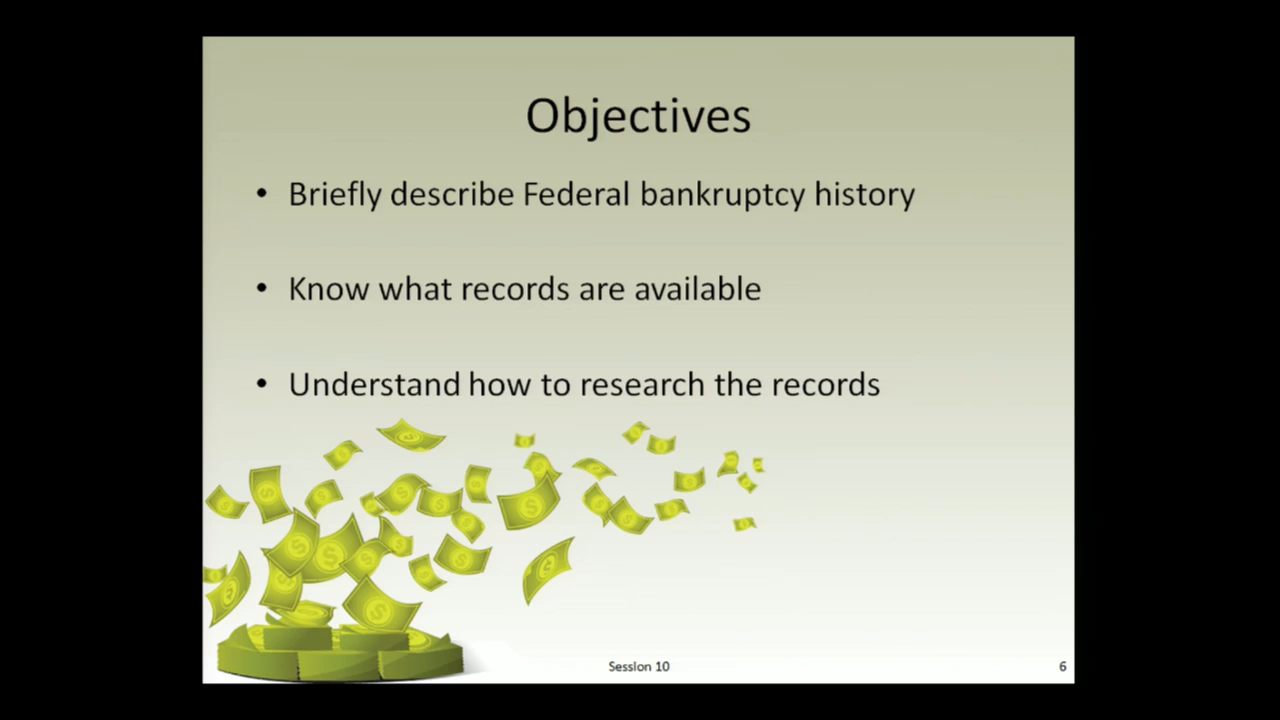 Objectives
• Briefly describe Federal bankruptcy history
• Know what records are available
• Understand how to research the records
Session 10
6